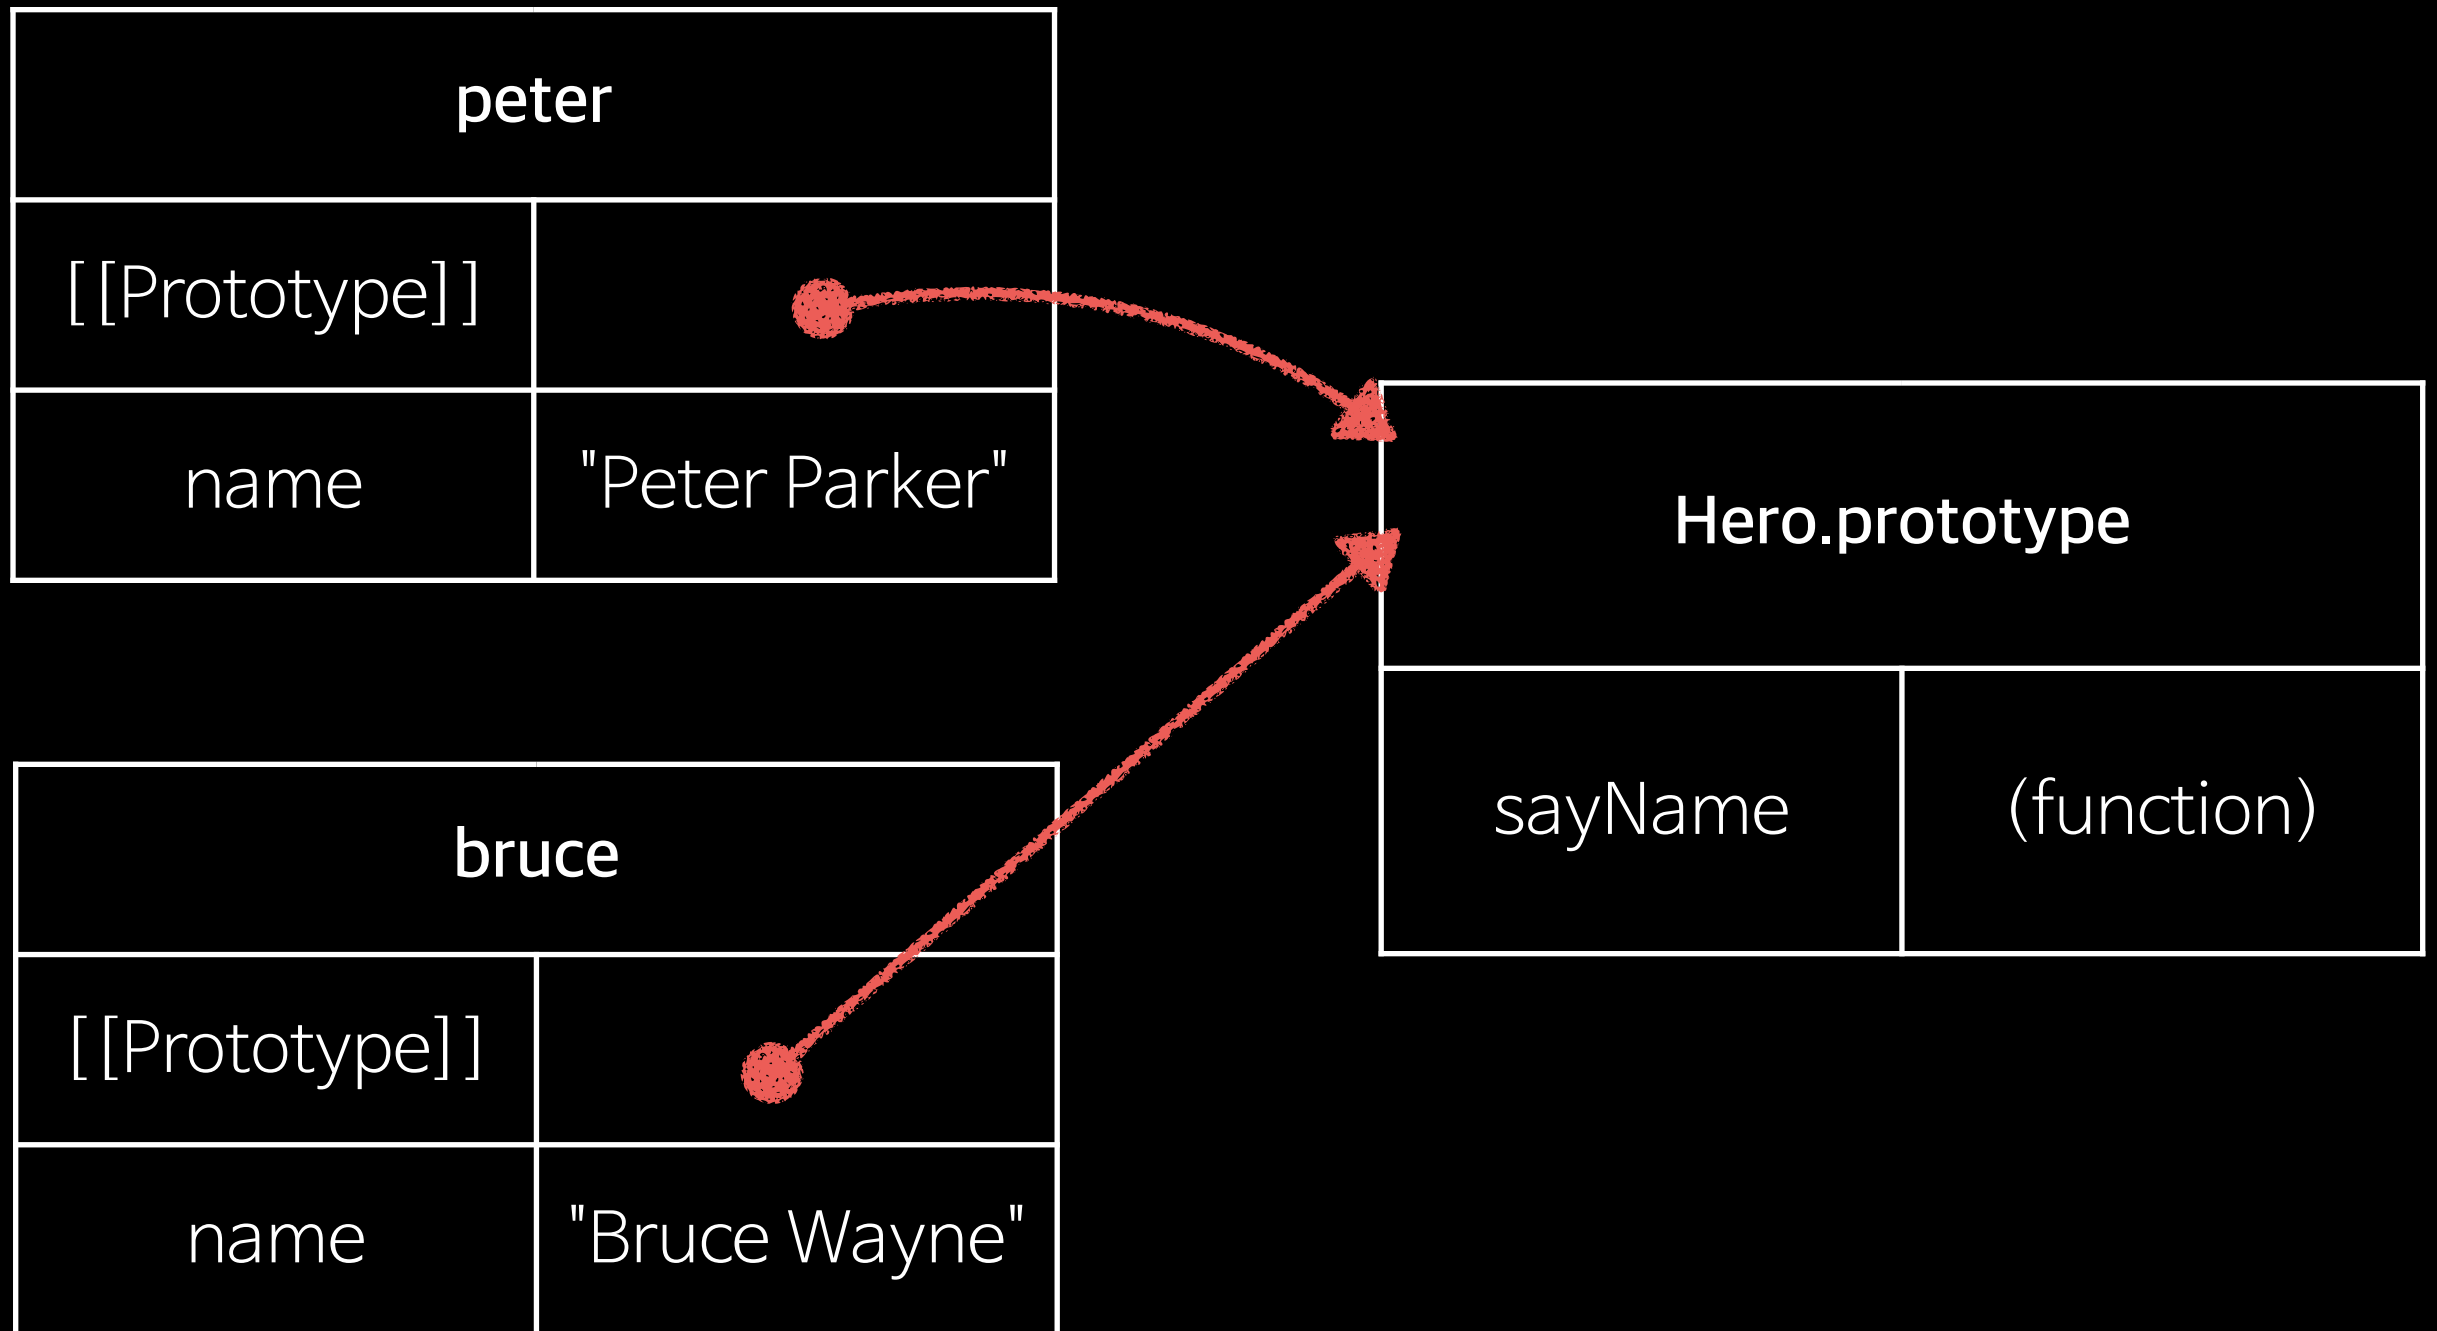 peter
[[Prototype]]
name "Peter Parker"
Hero.prototype
sayName (function)
bruce
[[Prototype]]
name "Bruce Wayne"